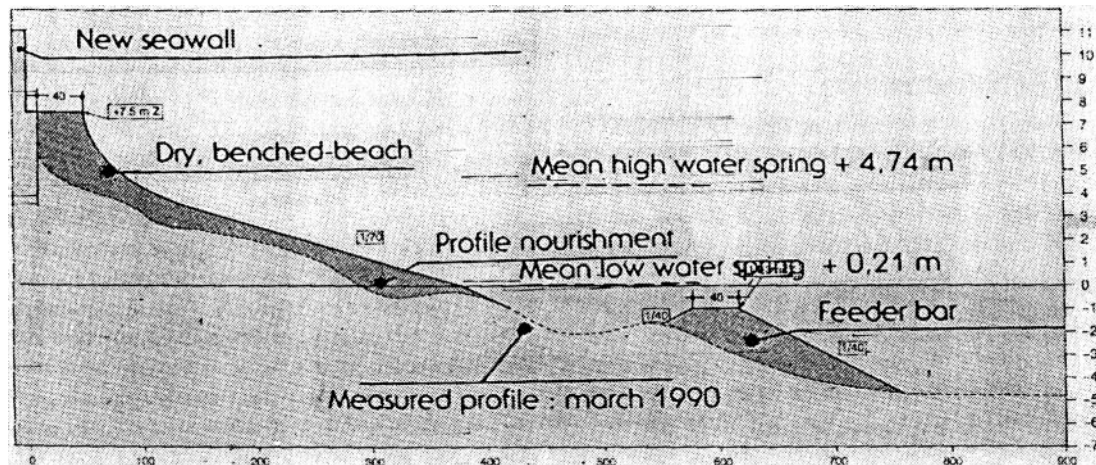 New seawall
40
+7.5 m Z
Dry, benched-beach
Mean high water spring + 4,74 m
1/70
Profile nourishment
Mean low water spring + 0,21 m
40
1/40
Feeder bar
1/40
Measured profile : march 1990
11
10
9
8
7
6
5
4
3
2
1
0
-1
-2
-3
-4
-5
-6
-7
0 100 200 300 400 500 600 700 800 900